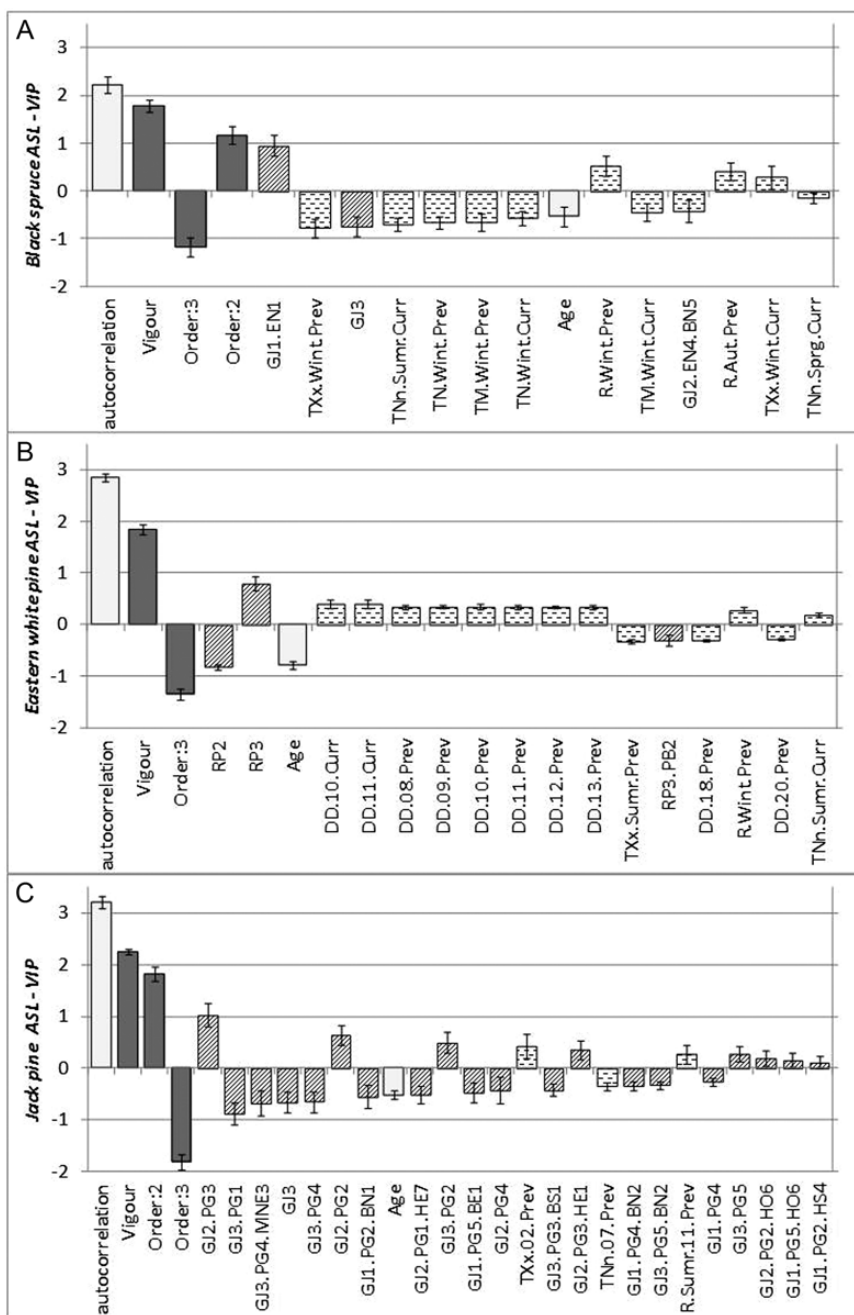 A
Black spruce ASL - VIP
3
2
1
0
-1
-2
autocorrelation
Vigour
Order:3
Order:2
GJ1.EN1
TXx.Wint.Prev
GJ3
TNn.Sumr.Curr
TN.Wint.Prev
TM.Wint.Prev
TN.Wint.Curr
Age
R.Wint.Prev
TM.Wint.Curr
GJ2.EN4.BN5
R.Aut.Prev
TXx.Wint.Curr
TNn.Sprg.Curr
B
Eastern white pine ASL - VIP
3
2
1
0
-1
-2
autocorrelation
Vigour
Order:3
RP2
RP3
Age
DD.10.Curr
DD.11.Curr
DD.08.Prev
DD.09.Prev
DD.10.Prev
DD.11.Prev
DD.12.Prev
DD.13.Prev
TXx.Sumr.Prev
RP3.PB2
DD.18.Prev
R.Wint.Prev
DD.20.Prev
TNn.Sumr.Curr
C
Jack pine ASL - VIP
3
2
1
0
-1
-2
autocorrelation
Vigour
Order:2
Order:3
GJ2.PG3
GJ3.PG1
GJ3.PG4.MNE3
GJ3
GJ3.PG4
GJ2.PG2
GJ1.PG2.BN1
Age
GJ2.PG1.HE7
GJ3.PG2
GJ1.PG5.BE1
GJ2.PG4
TXx.02.Prev
GJ3.PG3.BS1
GJ2.PG3.HE1
TNn.07.Prev
GJ1.PG4.BN2
GJ3.PG5.BN2
R.Sumr.11.Prev
GJ1.PG4
GJ3.PG5
GJ2.PG2.HO6
GJ1.PG5.HO6
GJ1.PG2.HS4